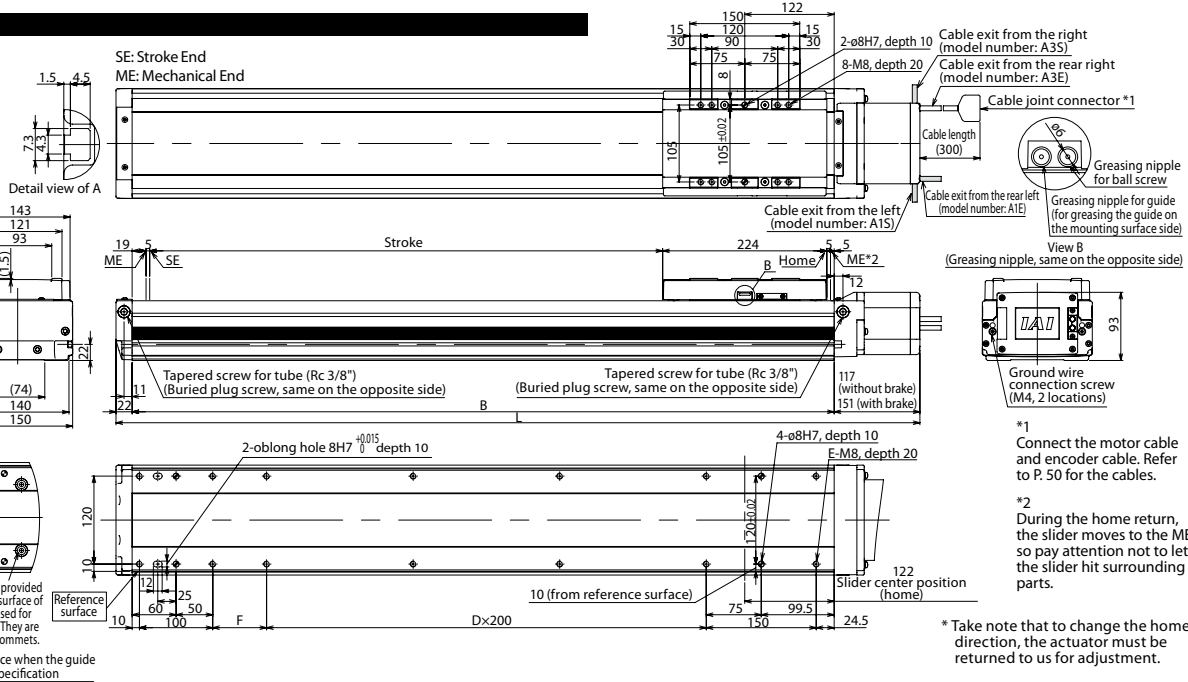 SE: Stroke End
ME: Mechanical End
122
150
15 120 15
30 90 30
75 75
8
2-ø8H7, depth 10
8-M8, depth 20
Cable exit from the right
(model number: A3S)
Cable exit from the rear right
(model number: A3E)
Cable joint connector *1
Cable length
(300)
105
105±0.02
Cable exit from the left
(model number: A1S)
Cable exit from the rear left
(model number: A1E)
1.5 4.5
7.3
4.3
Detail view of A
ø6
Greasing nipple
for ball screw
Greasing nipple for guide
(for greasing the guide on
the mounting surface side)
View B
(Greasing nipple, same on the opposite side)
143
121
93
(1.5)
22
(74)
140
150
19 5 Stroke 224 5 5
ME SE Home ME*2
B
12
Tapered screw for tube (Rc 3/8")
(Buried plug screw, same on the opposite side)
Tapered screw for tube (Rc 3/8")
(Buried plug screw, same on the opposite side)
11
22 B
117
(without brake)
151 (with brake)
L
IAI
93
Ground wire
connection screw
(M4, 2 locations)
2-oblong hole 8H7 +0.015 0 depth 10
4-ø8H7, depth 10
E-M8, depth 20
120
10
120±0.02
Reference
surface
12
25
60 50
10 100 F D×200 150 24.5
75 99.5
10 (from reference surface)
122
Slider center position
(home)
provided
surface of
sed for
They are
ommets.
ce when the guide
pecification
*1
Connect the motor cable
and encoder cable. Refer
to P. 50 for the cables.
*2
During the home return,
the slider moves to the ME
so pay attention not to let
the slider hit surrounding
parts.
* Take note that to change the home
direction, the actuator must be
returned to us for adjustment.